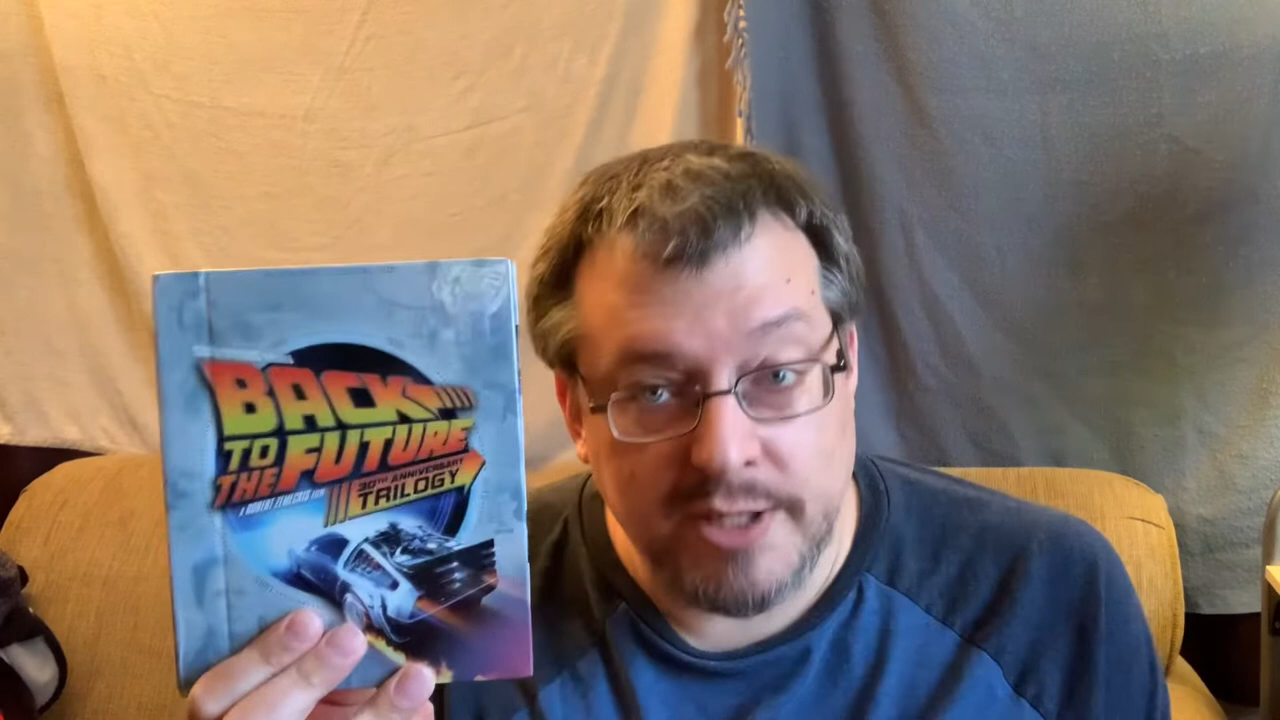 BACK
TO
THE FUTURE
30TH ANNIVERSARY
TRILOGY
A ROBERT ZEMECKIS FILM